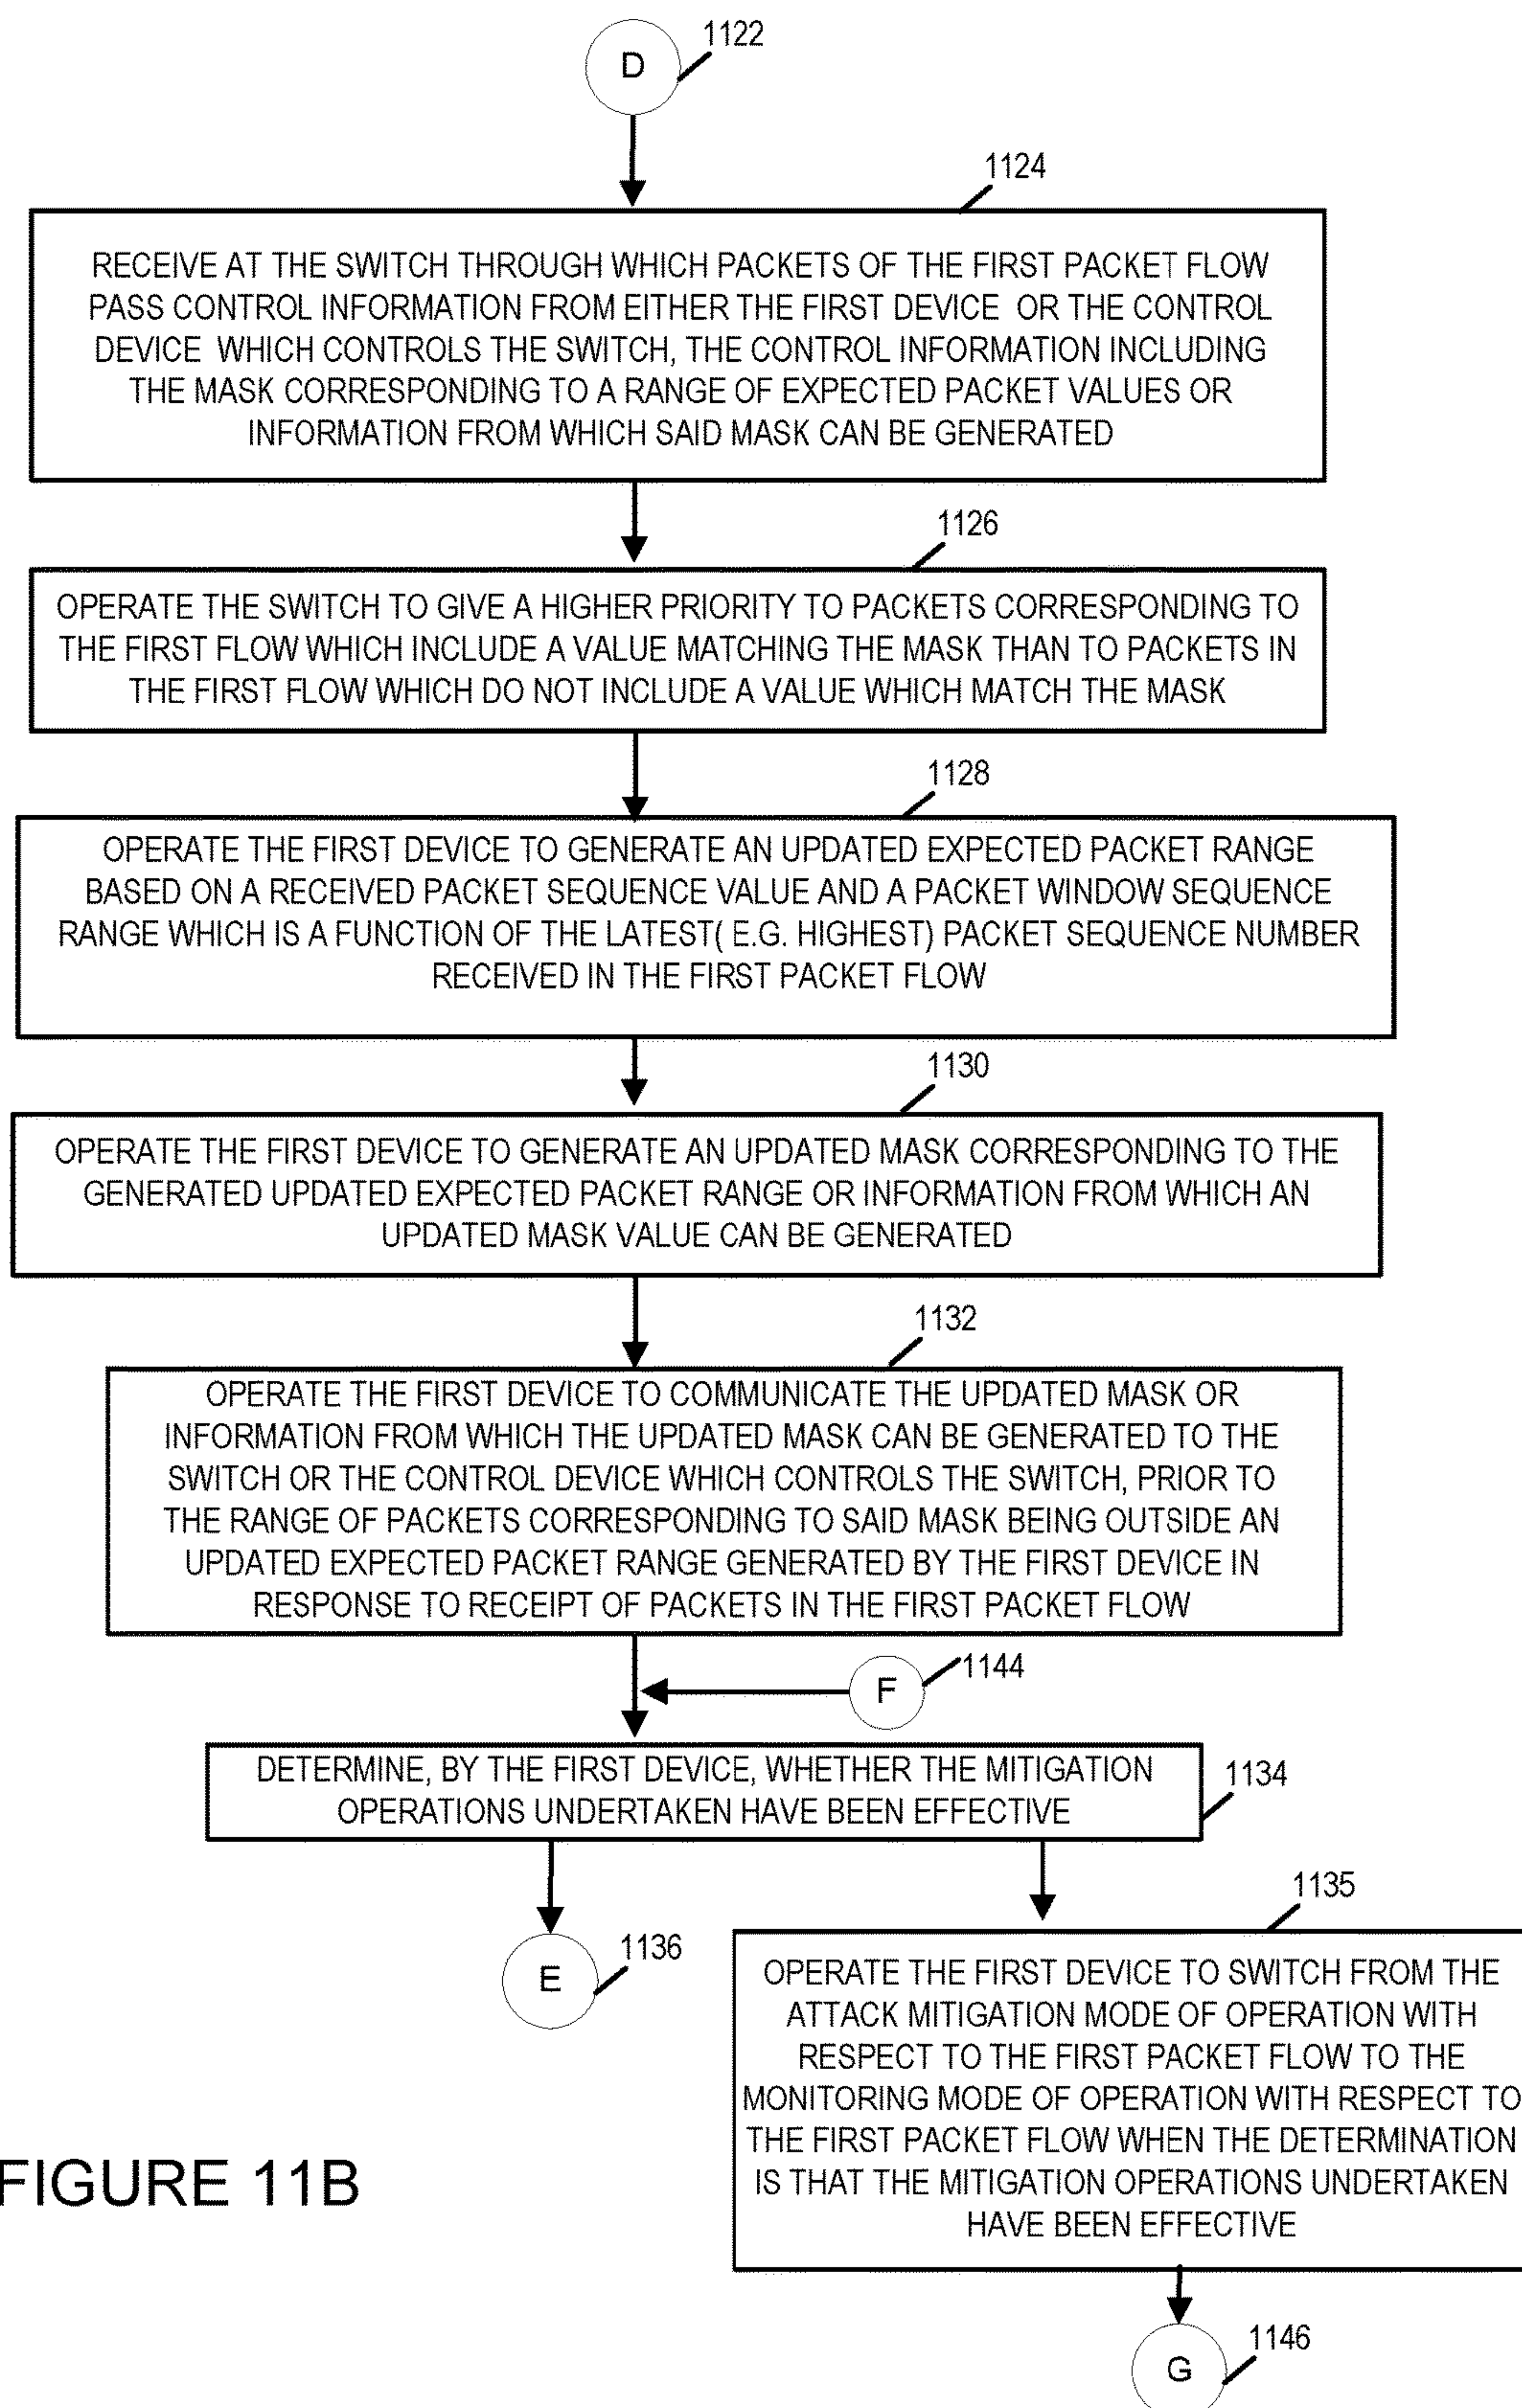 D
1122
1124
RECEIVE AT THE SWITCH THROUGH WHICH PACKETS OF THE FIRST PACKET FLOW
PASS CONTROL INFORMATION FROM EITHER THE FIRST DEVICE OR THE CONTROL
DEVICE WHICH CONTROLS THE SWITCH, THE CONTROL INFORMATION INCLUDING
THE MASK CORRESPONDING TO A RANGE OF EXPECTED PACKET VALUES OR
INFORMATION FROM WHICH SAID MASK CAN BE GENERATED
1126
OPERATE THE SWITCH TO GIVE A HIGHER PRIORITY TO PACKETS CORRESPONDING TO
THE FIRST FLOW WHICH INCLUDE A VALUE MATCHING THE MASK THAN TO PACKETS IN
THE FIRST FLOW WHICH DO NOT INCLUDE A VALUE WHICH MATCH THE MASK
1128
OPERATE THE FIRST DEVICE TO GENERATE AN UPDATED EXPECTED PACKET RANGE
BASED ON A RECEIVED PACKET SEQUENCE VALUE AND A PACKET WINDOW SEQUENCE
RANGE WHICH IS A FUNCTION OF THE LATEST( E.G. HIGHEST) PACKET SEQUENCE NUMBER
RECEIVED IN THE FIRST PACKET FLOW
1130
OPERATE THE FIRST DEVICE TO GENERATE AN UPDATED MASK CORRESPONDING TO THE
GENERATED UPDATED EXPECTED PACKET RANGE OR INFORMATION FROM WHICH AN
UPDATED MASK VALUE CAN BE GENERATED
1132
OPERATE THE FIRST DEVICE TO COMMUNICATE THE UPDATED MASK OR
INFORMATION FROM WHICH THE UPDATED MASK CAN BE GENERATED TO THE
SWITCH OR THE CONTROL DEVICE WHICH CONTROLS THE SWITCH, PRIOR TO
THE RANGE OF PACKETS CORRESPONDING TO SAID MASK BEING OUTSIDE AN
UPDATED EXPECTED PACKET RANGE GENERATED BY THE FIRST DEVICE IN
RESPONSE TO RECEIPT OF PACKETS IN THE FIRST PACKET FLOW
F
1144
DETERMINE, BY THE FIRST DEVICE, WHETHER THE MITIGATION
OPERATIONS UNDERTAKEN HAVE BEEN EFFECTIVE
1134
E
1136
1135
OPERATE THE FIRST DEVICE TO SWITCH FROM THE
ATTACK MITIGATION MODE OF OPERATION WITH
RESPECT TO THE FIRST PACKET FLOW TO THE
MONITORING MODE OF OPERATION WITH RESPECT TO
THE FIRST PACKET FLOW WHEN THE DETERMINATION
IS THAT THE MITIGATION OPERATIONS UNDERTAKEN
HAVE BEEN EFFECTIVE
FIGURE 11B
G
1146